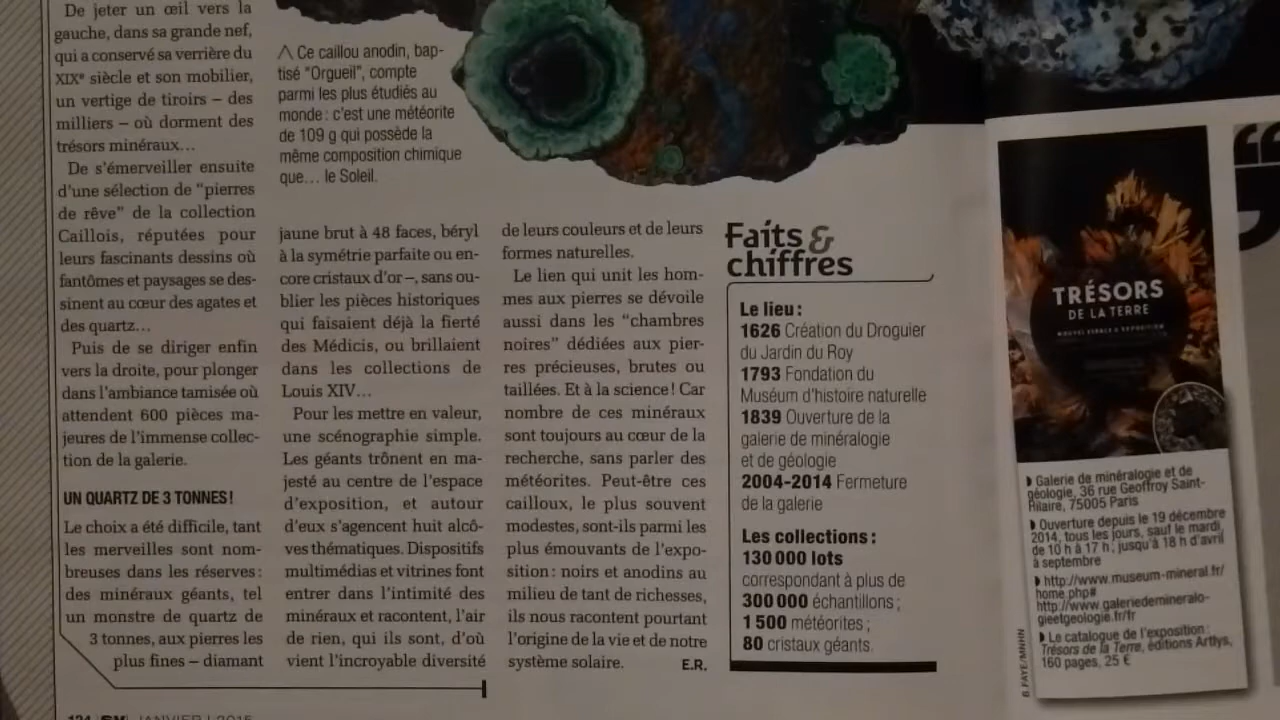 De jeter un œil vers la
gauche, dans sa grande nef,
qui a conservé sa verrière du
XIXe siècle et son mobilier,
un vertige de tiroirs – des
milliers – où dorment des
trésors minéraux…
De s'émerveiller ensuite
d'une sélection de "pierres
de rêve" de la collection
Caillois, réputées pour
leurs fascinants dessins où
fantômes et paysages se des-
sinent au cœur des agates et
des quartz…
Puis de se diriger enfin
vers la droite, pour plonger
dans l'ambiance tamisée où
attendent 600 pièces ma-
jeures de l'immense collec-
tion de la galerie.
UN QUARTZ DE 3 TONNES !
Le choix a été difficile, tant
les merveilles sont nom-
breuses dans les réserves :
des minéraux géants, tel
un monstre de quartz de
3 tonnes, aux pierres les
plus fines – diamant
Ce caillou anodin, bap-
tisé "Orgueil", compte
parmi les plus étudiés au
monde : c'est une météorite
de 109 g qui possède la
même composition chimique
que… le Soleil.
jaune brut à 48 faces, béryl
à la symétrie parfaite ou en-
core cristaux d'or –, sans ou-
blier les pièces historiques
qui faisaient déjà la fierté
des Médicis, ou brillaient
dans les collections de
Louis XIV…
Pour les mettre en valeur,
une scénographie simple.
Les géants trônent en ma-
jesté au centre de l'espace
d'exposition, et autour
d'eux s'agencent huit alcô-
ves thématiques. Dispositifs
multimédias et vitrines font
entrer dans l'intimité des
minéraux et racontent, l'air
de rien, qui ils sont, d'où
vient l'incroyable diversité
de leurs couleurs et de leurs
formes naturelles.
Le lien qui unit les hom-
mes aux pierres se dévoile
aussi dans les "chambres
noires" dédiées aux pier-
res précieuses, brutes ou
taillées. Et à la science ! Car
nombre de ces minéraux
sont toujours au cœur de la
recherche, sans parler des
météorites. Peut-être ces
cailloux, le plus souvent
modestes, sont-ils parmi les
plus émouvants de l'expo-
sition : noirs et anodins au
milieu de tant de richesses,
ils nous racontent pourtant
l'origine de la vie et de notre
système solaire. E.R.
Faits &
chiffres
Le lieu :
1626 Création du Droguier
du Jardin du Roy
1793 Fondation du
Muséum d'histoire naturelle
1839 Ouverture de la
galerie de minéralogie
et de géologie
2004-2014 Fermeture
de la galerie
Les collections :
130 000 lots
correspondant à plus de
300 000 échantillons ;
1 500 météorites ;
80 cristaux géants.
TRÉSORS
DE LA TERRE
NOUVEL ESPACE D'EXPOSITION
Galerie de minéralogie et de
géologie, 36 rue Geoffroy Saint-
Hilaire, 75005 Paris
Ouverture depuis le 19 décembre
2014, tous les jours, sauf le mardi,
de 10 h à 17 h ; jusqu'à 18 h d'avril
à septembre
http://www.museum-mineral.fr/
home.php#
http://www.galeriedemineralo-
gieetgeologie.fr/fr
Le catalogue de l'exposition :
Trésors de la Terre, éditions Artlys,
160 pages, 25 €
B.FAYE/MNHN
JANVIER | 2015